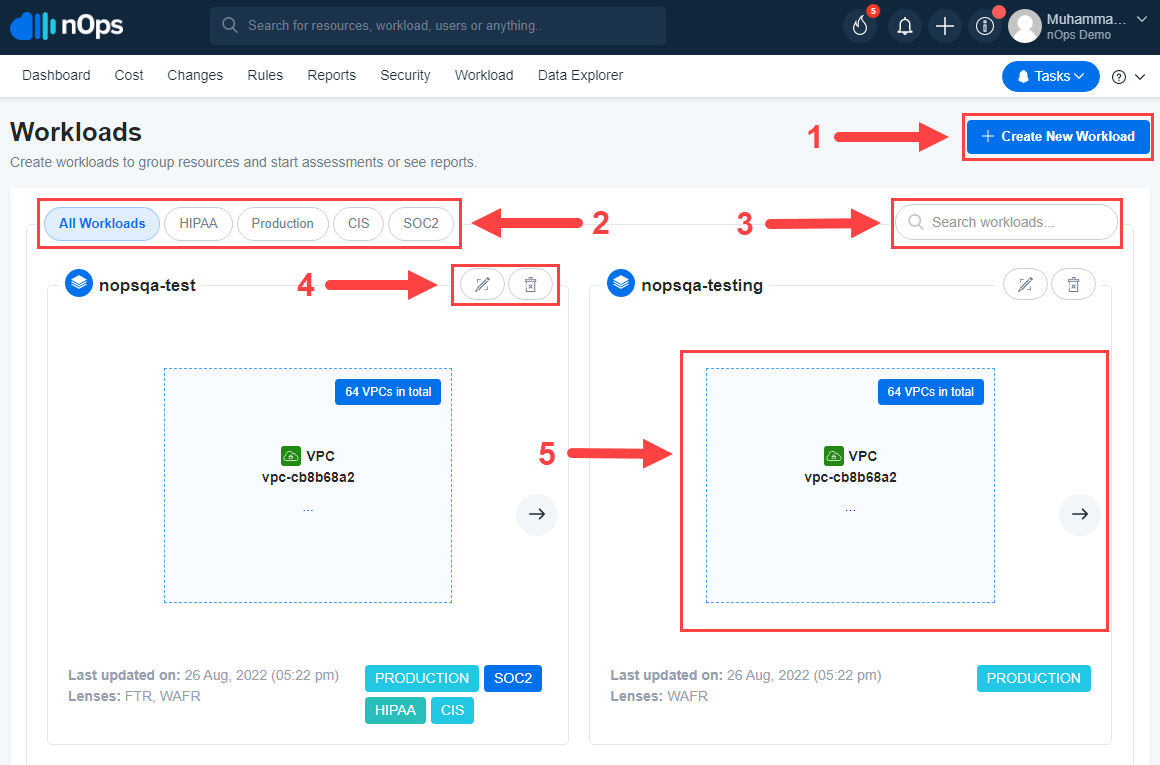 nOps
Search for resources, workload, users or anything..
5
Muhamma...
nOps Demo
Dashboard Cost Changes Rules Reports Security Workload Data Explorer
Tasks
?
Workloads
Create workloads to group resources and start assessments or see reports.
1
+ Create New Workload
All Workloads HIPAA Production CIS SOC2
2
3
Search workloads...
nopsqa-test
4
nopsqa-testing
64 VPCs in total
VPC
vpc-cb8b68a2
...
5
64 VPCs in total
VPC
vpc-cb8b68a2
...
Last updated on: 26 Aug, 2022 (05:22 pm)
Lenses: FTR, WAFR
PRODUCTION SOC2
HIPAA CIS
Last updated on: 26 Aug, 2022 (05:22 pm)
Lenses: WAFR
PRODUCTION